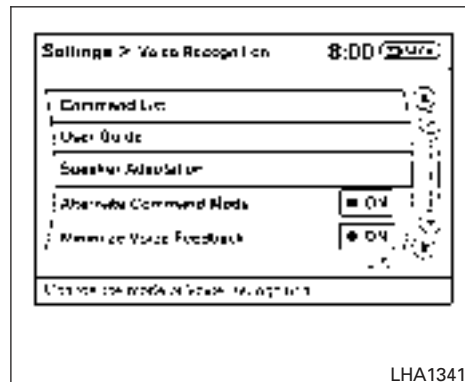 Settings > Voice Recognition 8:00
Command List
User Guide
Speaker Adaptation
Alternate Command Mode ON
Minimize Voice Feedback ON
LHA1341